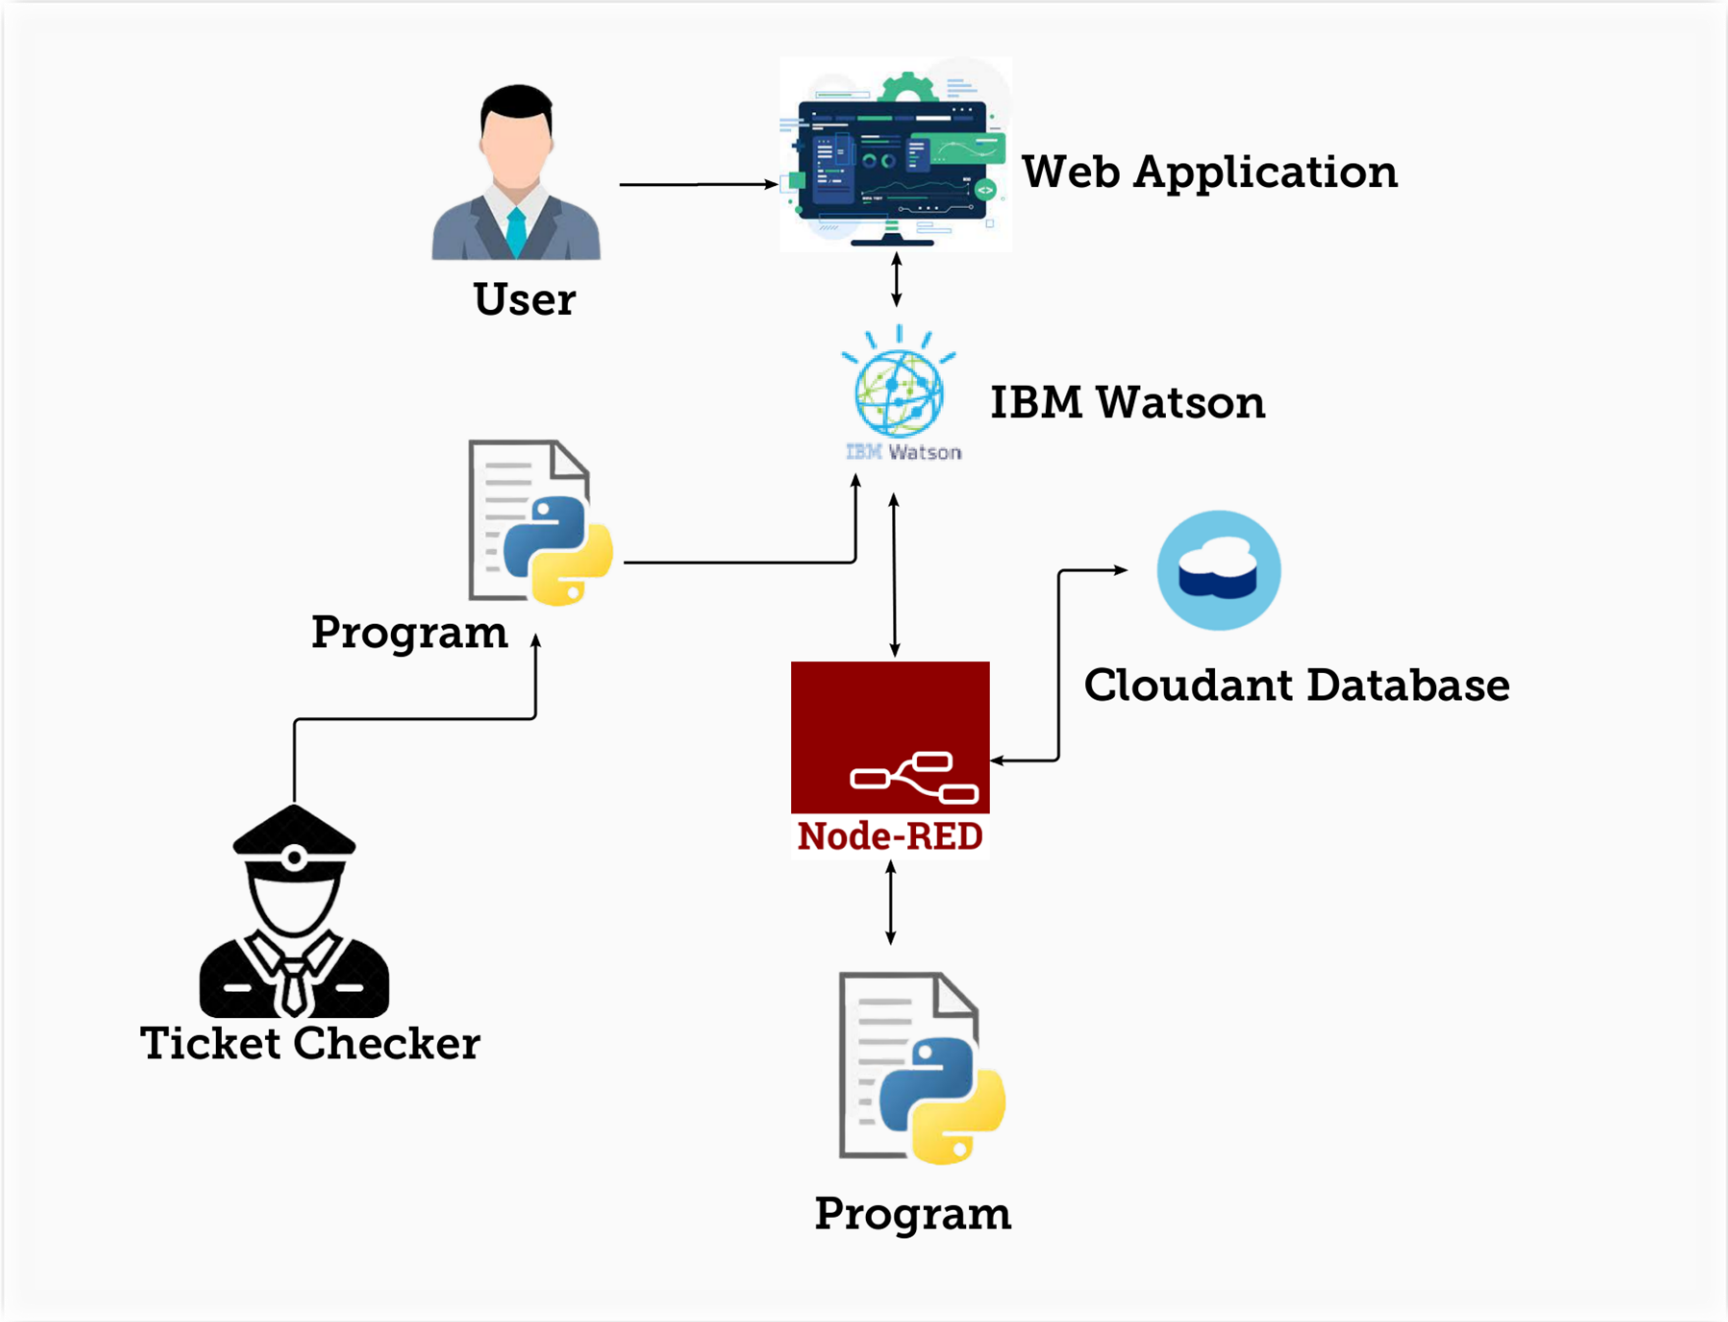 Web Application
User
IBM Watson
IBM Watson
Program
Cloudant Database
Node-RED
Ticket Checker
Program